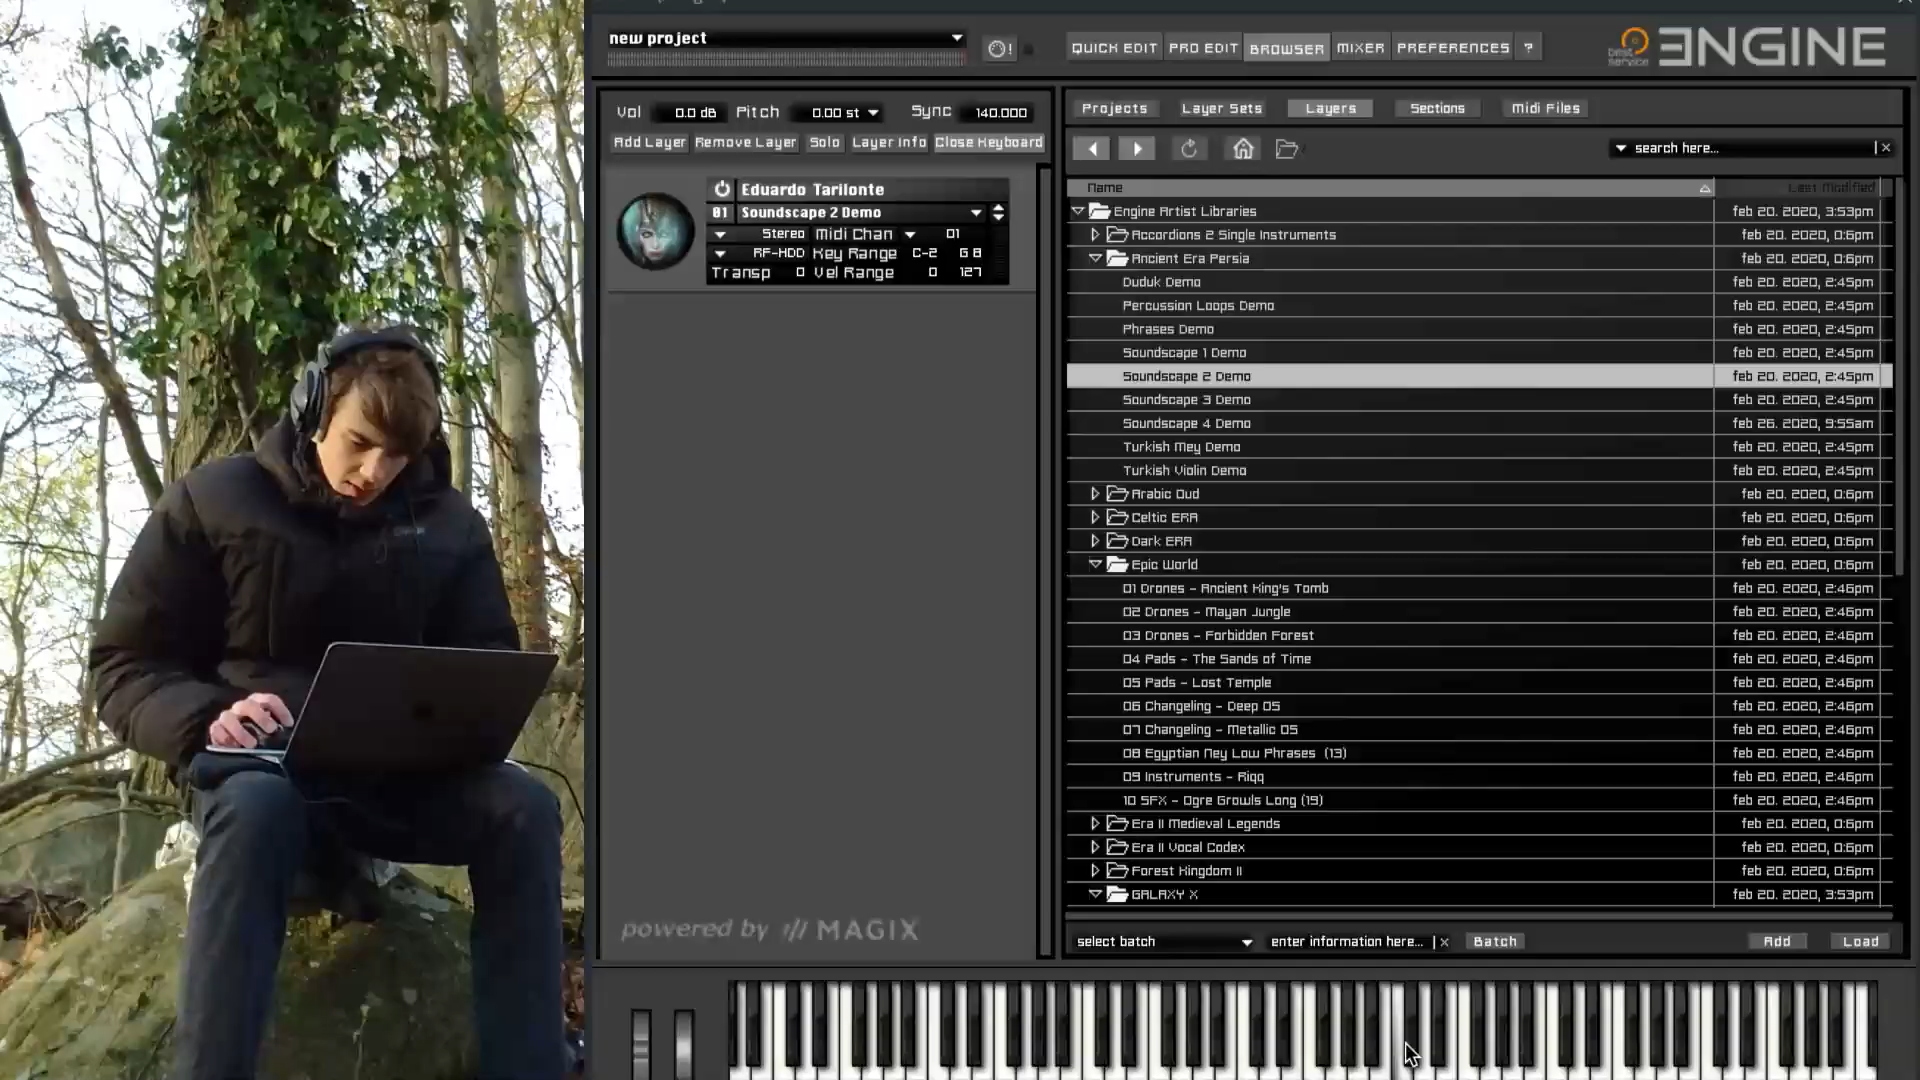 new project
QUICK EDIT PRO EDIT BROWSER MIXER PREFERENCES ?
best service ENGINE
Vol 0.0 dB Pitch 0.00 st Sync 140.000
Add Layer Remove Layer Solo Layer Info Close Keyboard
Eduardo Tarilonte
01 Soundscape 2 Demo
Stereo Midi Chan 01
RF-HDD Key Range C-2 G 8
Transp 0 Vel Range 0 127
powered by MAGIX
Projects Layer Sets Layers Sections Midi Files
search here... | X
Name Last Modified
Engine Artist Libraries feb 20. 2020, 3:53pm
Accordions 2 Single Instruments feb 20. 2020, 0:6pm
Ancient Era Persia feb 20. 2020, 0:6pm
Duduk Demo feb 20. 2020, 2:45pm
Percussion Loops Demo feb 20. 2020, 2:45pm
Phrases Demo feb 20. 2020, 2:45pm
Soundscape 1 Demo feb 20. 2020, 2:45pm
Soundscape 2 Demo feb 20. 2020, 2:45pm
Soundscape 3 Demo feb 20. 2020, 2:45pm
Soundscape 4 Demo feb 26. 2020, 9:55am
Turkish Mey Demo feb 20. 2020, 2:45pm
Turkish Violin Demo feb 20. 2020, 2:45pm
Arabic Oud feb 20. 2020, 0:6pm
Celtic ERA feb 20. 2020, 0:6pm
Dark ERA feb 20. 2020, 0:6pm
Epic World feb 20. 2020, 0:6pm
01 Drones - Ancient King's Tomb feb 20. 2020, 2:46pm
02 Drones - Mayan Jungle feb 20. 2020, 2:46pm
03 Drones - Forbidden Forest feb 20. 2020, 2:46pm
04 Pads - The Sands of Time feb 20. 2020, 2:46pm
05 Pads - Lost Temple feb 20. 2020, 2:46pm
06 Changeling - Deep 05 feb 20. 2020, 2:46pm
07 Changeling - Metallic 05 feb 20. 2020, 2:46pm
08 Egyptian Ney Low Phrases (13) feb 20. 2020, 2:46pm
09 Instruments - Riqq feb 20. 2020, 2:46pm
10 SFX - Ogre Growls Long (19) feb 20. 2020, 2:46pm
Era II Medieval Legends feb 20. 2020, 0:6pm
Era II Vocal Codex feb 20. 2020, 0:6pm
Forest Kingdom II feb 20. 2020, 0:6pm
GALAXY X feb 20. 2020, 3:53pm
select batch enter information here... | X Batch Add Load